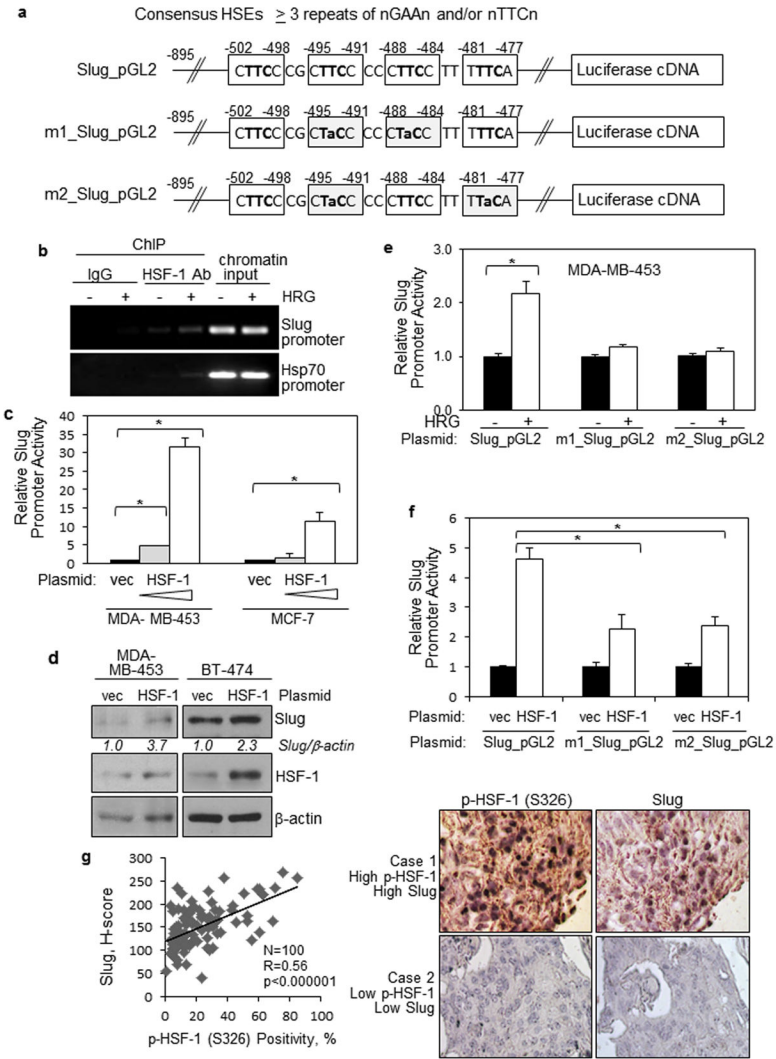 a
Consensus HSEs ≥ 3 repeats of nGAAn and/or nTTCn
-502 -498 -495 -491 -488 -484 -481 -477
Slug_pGL2 -895 CTTCC CG CTTCC CC CTTCC TT TTTCA Luciferase cDNA
-502 -498 -495 -491 -488 -484 -481 -477
m1_Slug_pGL2 -895 CTTCC CG CTaCC CC CTaCC TT TTTCA Luciferase cDNA
-502 -498 -495 -491 -488 -484 -481 -477
m2_Slug_pGL2 -895 CTTCC CG CTaCC CC CTTCC TT TTaCA Luciferase cDNA
b
ChIP
IgG HSF-1 Ab chromatin input
- + - + - + HRG
Slug promoter
Hsp70 promoter
c
Relative Slug Promoter Activity
40
35
30
25
20
15
10
5
0
* * *
Plasmid: vec HSF-1 vec HSF-1
MDA- MB-453 MCF-7
d
MDA-MB-453 BT-474
vec HSF-1 vec HSF-1 Plasmid
Slug
1.0 3.7 1.0 2.3 Slug/β-actin
HSF-1
β-actin
e
MDA-MB-453
Relative Slug Promoter Activity
3.0
2.0
1.0
0.0
*
HRG - + - + - +
Plasmid: Slug_pGL2 m1_Slug_pGL2 m2_Slug_pGL2
f
Relative Slug Promoter Activity
6
5
4
3
2
1
0
* *
Plasmid: vec HSF-1 vec HSF-1 vec HSF-1
Plasmid: Slug_pGL2 m1_Slug_pGL2 m2_Slug_pGL2
g
Slug, H-score
300
250
200
150
100
50
0
N=100
R=0.56
p<0.000001
0 20 40 60 80 100
p-HSF-1 (S326) Positivity, %
p-HSF-1 (S326) Slug
Case 1
High p-HSF-1
High Slug
Case 2
Low p-HSF-1
Low Slug